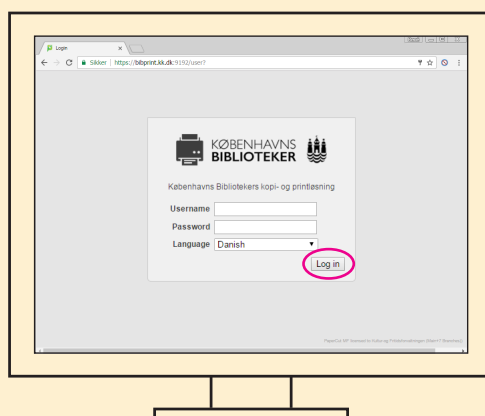 Login
Sikker | https://bibprint.kk.dk:9192/user?
KØBENHAVNS
BIBLIOTEKER
Københavns Bibliotekers kopi- og printløsning
Username
Password
Language Danish
Log in